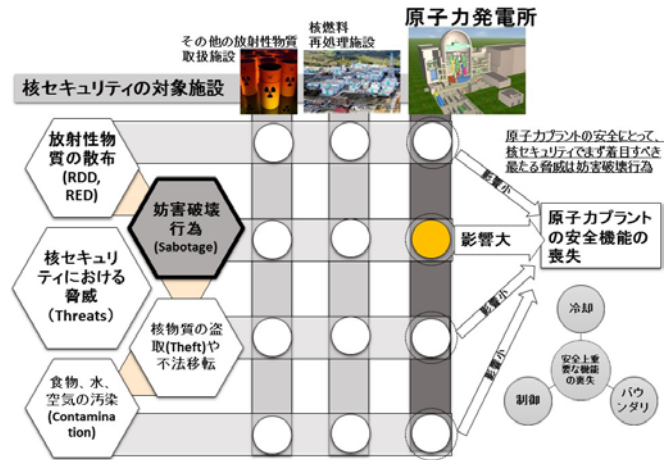 原子力発電所
その他の放射性物質
取扱施設
核燃料
再処理施設
核セキュリティの対象施設
放射性物
質の散布
(RDD,
RED)
妨害破壊
行為
(Sabotage)
核セキュリ
ティにおける
脅威
(Threats)
核物質の盗
取(Theft)や
不法移転
食物、水、
空気の汚染
(Contamina
tion)
原子力プラントの安全にとって、
核セキュリティでまず着目すべき
最たる脅威は妨害破壊行為
影響小
影響大
影響小
影響小
原子力プラント
の安全機能の
喪失
冷却
安全上重
要な機能
の喪失
制御
バウ
ンダリ